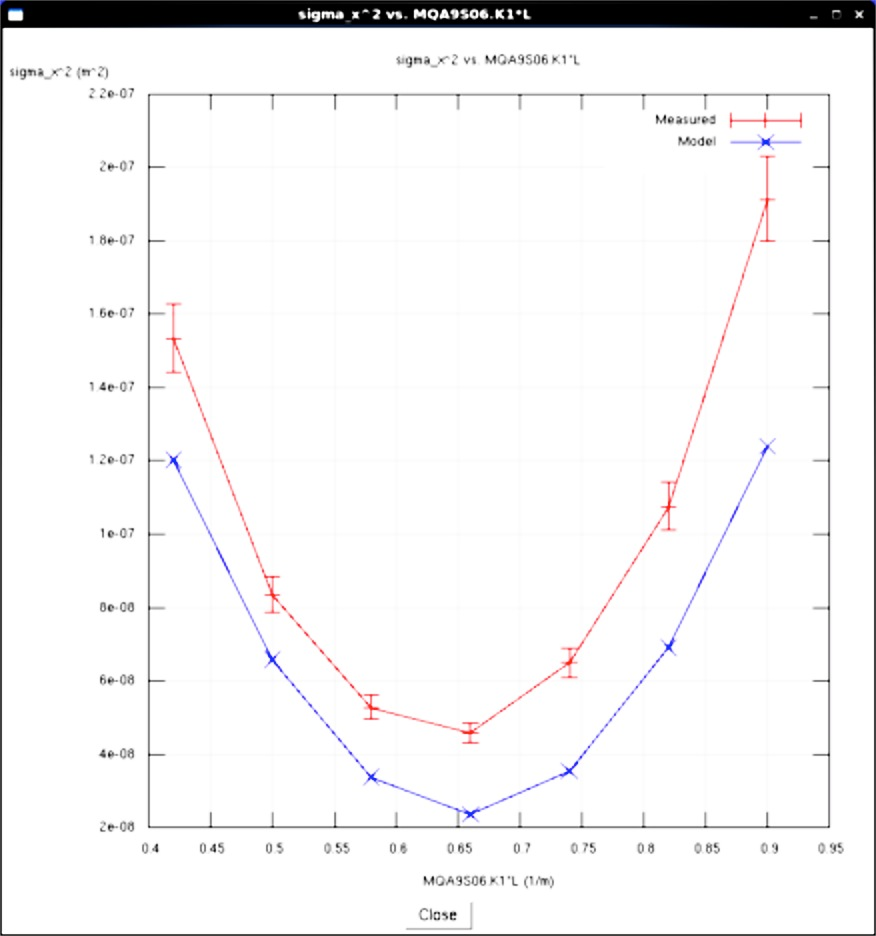 sigma_x^2 vs. MQA9S06.K1*L
sigma_x^2 vs. MQA9S06.K1*L
sigma_x^2 (m^2)
2.2e-07
Measured
Model
2e-07
1.8e-07
1.6e-07
1.4e-07
1.2e-07
1e-07
8e-08
6e-08
4e-08
2e-08
0.4 0.45 0.5 0.55 0.6 0.65 0.7 0.75 0.8 0.85 0.9 0.95
MQA9S06.K1*L (1/m)
Close